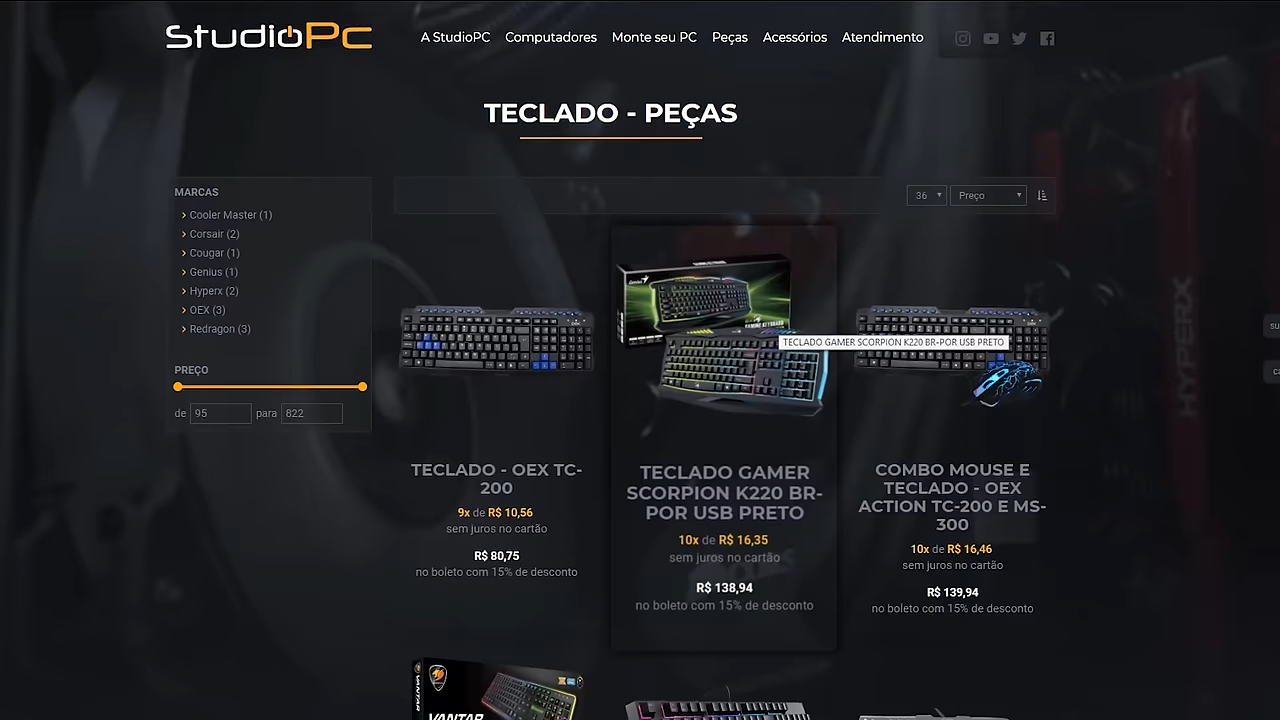 StudioPc
A StudioPC Computadores Monte seu PC Peças Acessórios Atendimento
TECLADO - PEÇAS
MARCAS
Cooler Master (1)
Corsair (2)
Cougar (1)
Genius (1)
Hyperx (2)
OEX (3)
Redragon (3)
PREÇO
de 95 para 822
36 Preço
TECLADO GAMER SCORPION K220 BR-POR USB PRETO
HYPERX
TECLADO - OEX TC-
200
9x de R$ 10,56
sem juros no cartão
R$ 80,75
no boleto com 15% de desconto
TECLADO GAMER
SCORPION K220 BR-
POR USB PRETO
10x de R$ 16,35
sem juros no cartão
R$ 138,94
no boleto com 15% de desconto
COMBO MOUSE E
TECLADO - OEX
ACTION TC-200 E MS-
300
10x de R$ 16,46
sem juros no cartão
R$ 139,94
no boleto com 15% de desconto
VANTAR